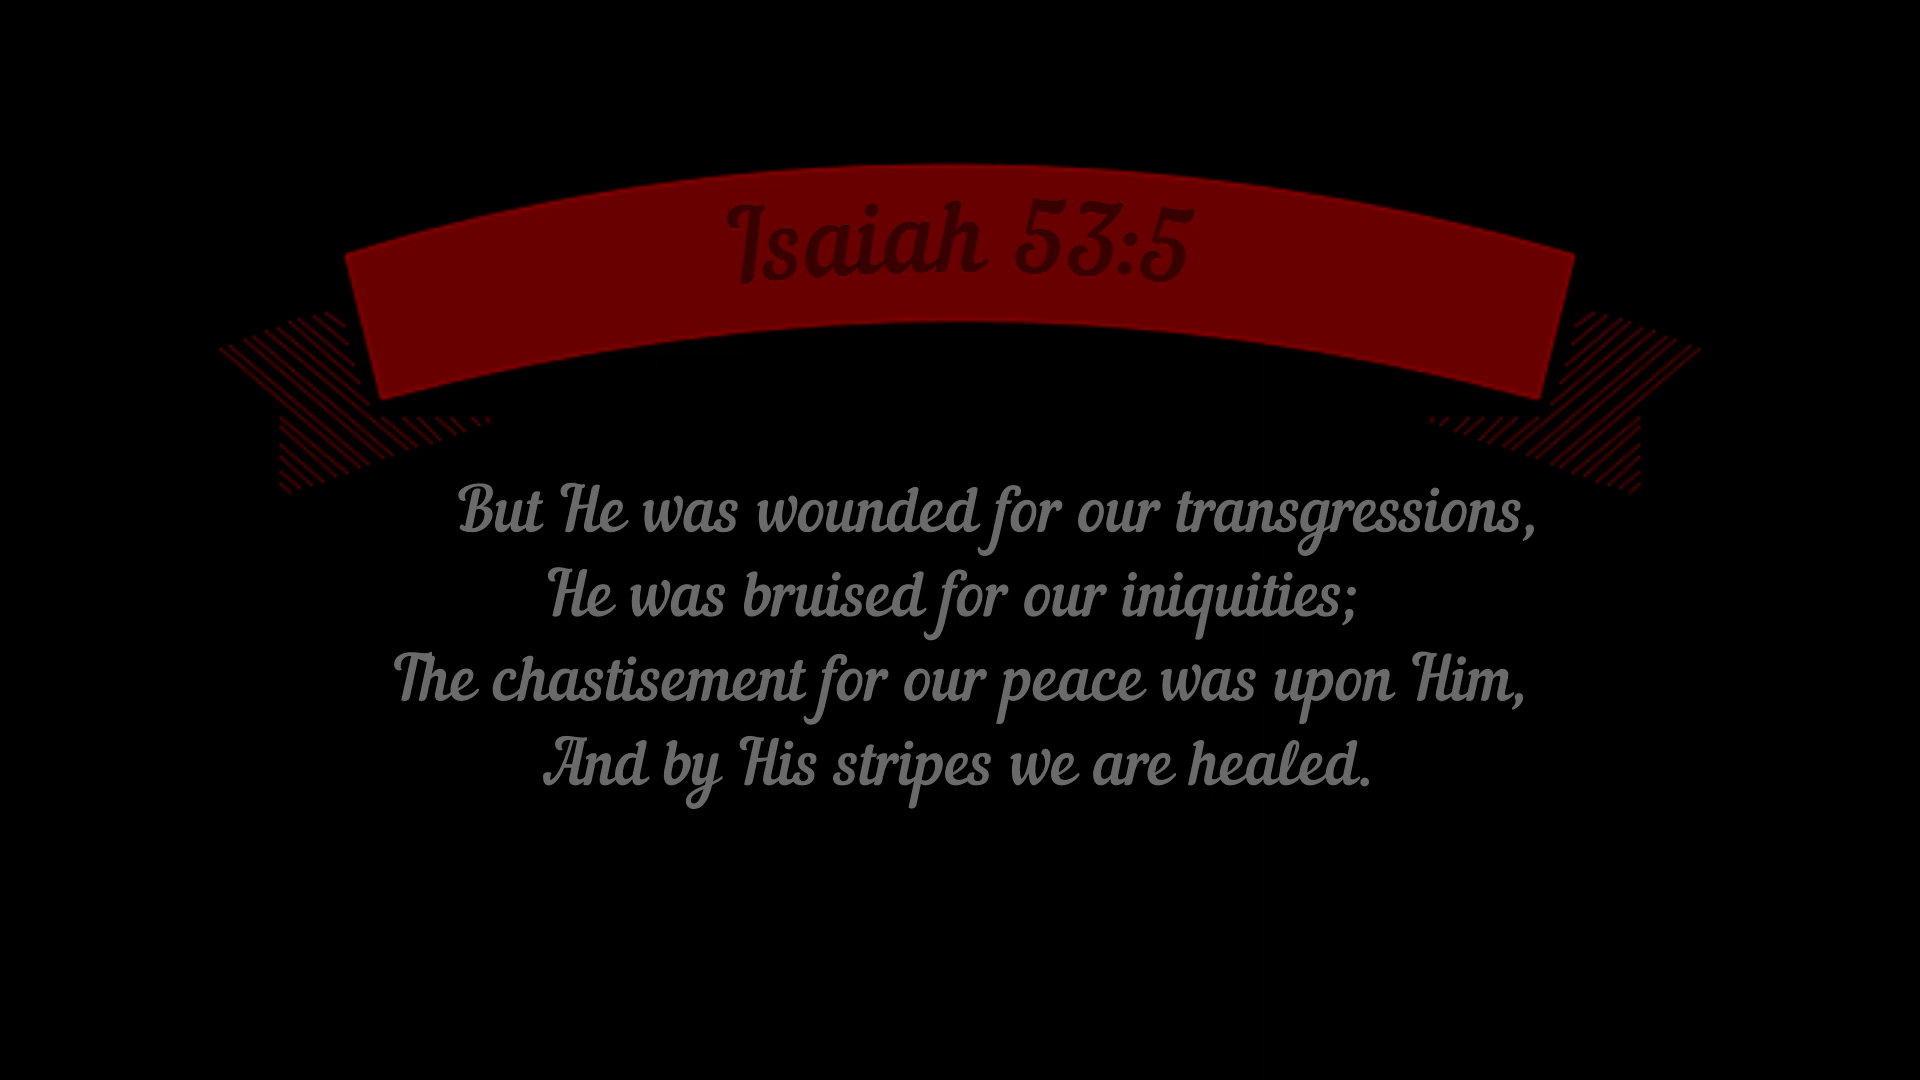 Isaiah 53:5
But He was wounded for our transgressions,
He was bruised for our iniquities;
The chastisement for our peace was upon Him,
And by His stripes we are healed.